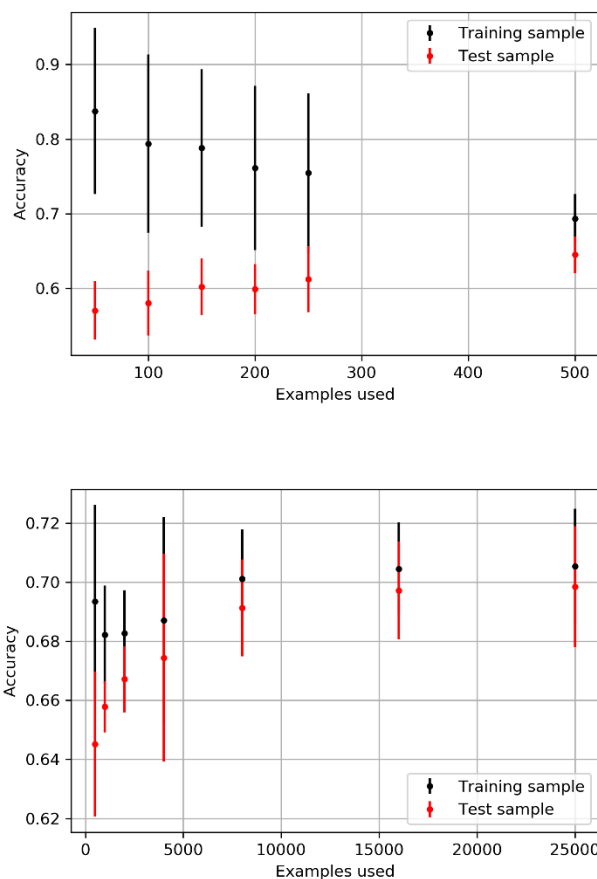 Training sample
Test sample
0.9
0.8
0.7
0.6
Accuracy
100
200
300
400
500
Examples used
0.72
0.70
0.68
0.66
0.64
0.62
Accuracy
Training sample
Test sample
0
5000
10000
15000
20000
25000
Examples used